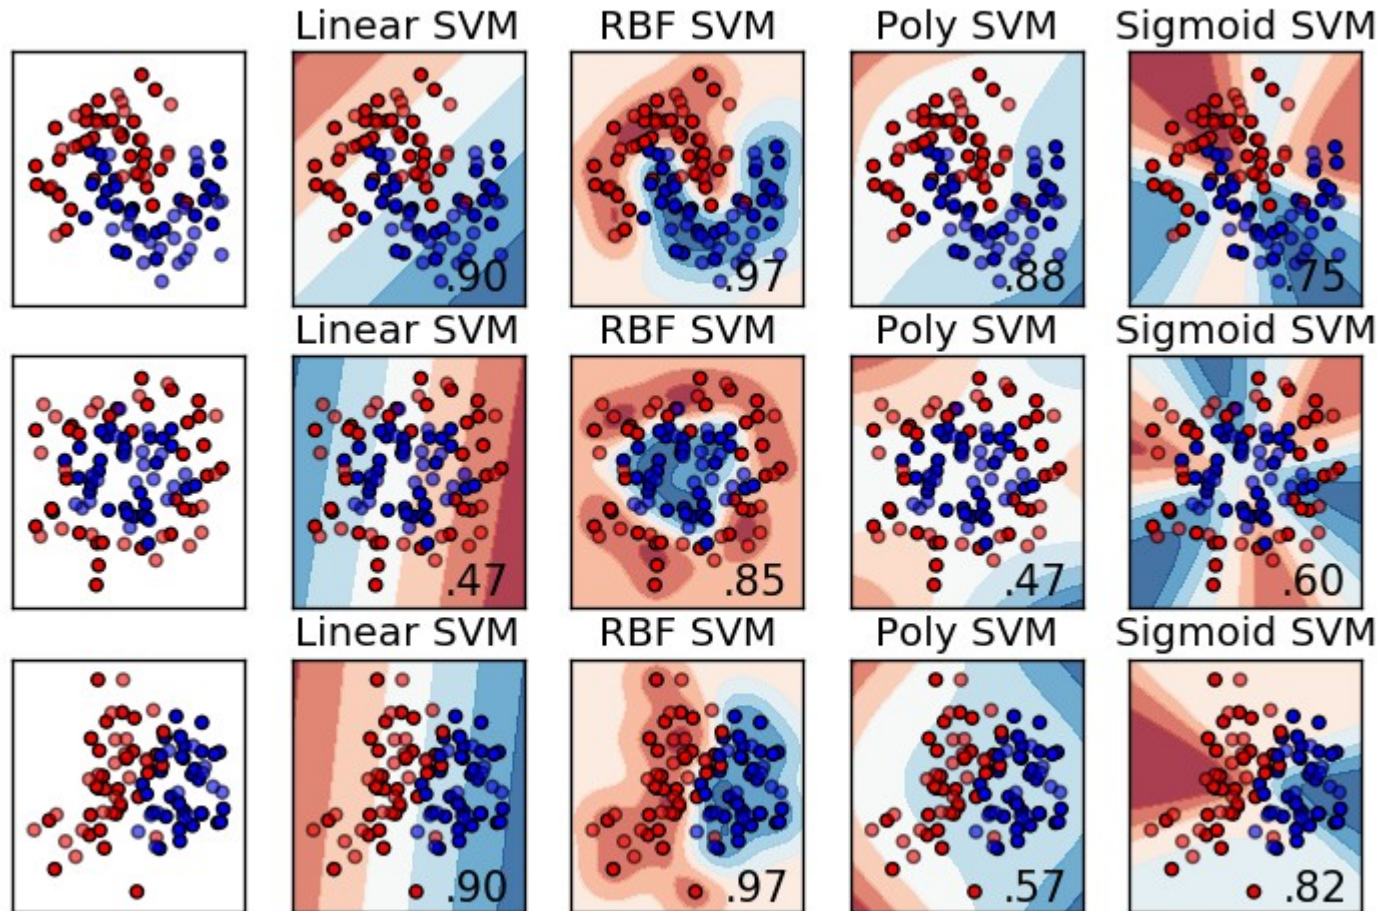 Linear SVM RBF SVM Poly SVM Sigmoid SVM
.90 .97 .88 .75
Linear SVM RBF SVM Poly SVM Sigmoid SVM
.47 .85 .47 .60
Linear SVM RBF SVM Poly SVM Sigmoid SVM
.90 .97 .57 .82